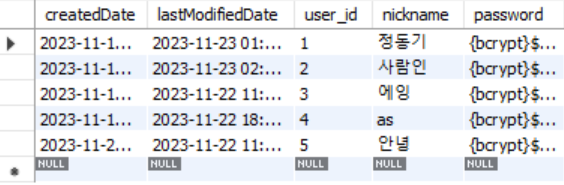 createdDate lastModifiedDate user_id nickname password
2023-11-1... 2023-11-23 01:... 1 정동기 {bcrypt}$...
2023-11-1... 2023-11-23 02:... 2 사람인 {bcrypt}$...
2023-11-1... 2023-11-22 11:... 3 에잉 {bcrypt}$...
2023-11-1... 2023-11-22 18:... 4 as {bcrypt}$...
2023-11-2... 2023-11-22 11:... 5 안녕 {bcrypt}$...
NULL NULL NULL NULL NULL